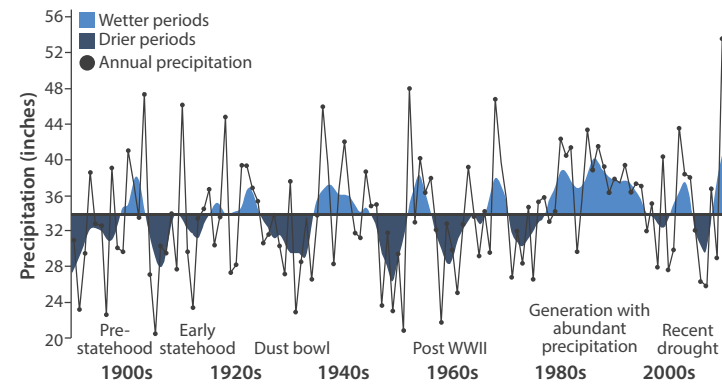 Wetter periods
Drier periods
Annual precipitation
Precipitation (inches)
56
52
48
44
40
36
32
28
24
20
Pre-
statehood
Early
statehood
Dust bowl
Post WWII
Generation with
abundant
precipitation
Recent
drought
1900s
1920s
1940s
1960s
1980s
2000s